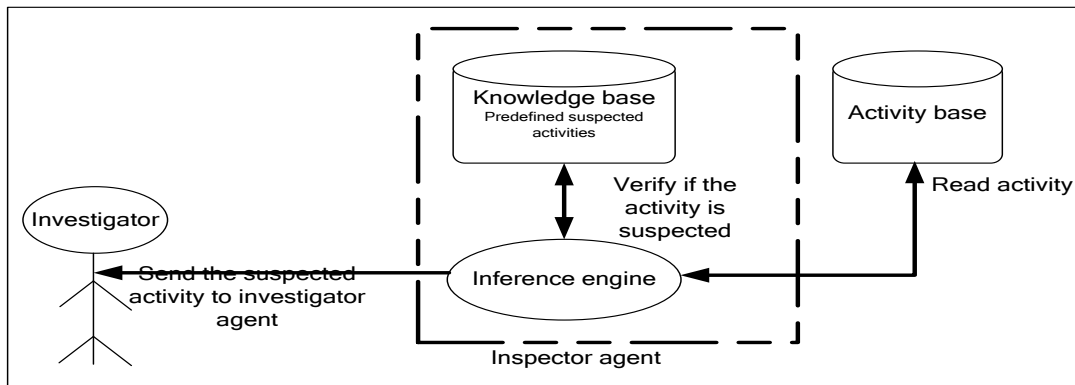 Knowledge base
Predefined suspected
activities
Activity base
Verify if the
activity is
suspected
Read activity
Investigator
Send the suspected
activity to investigator
agent
Inference engine
Inspector agent